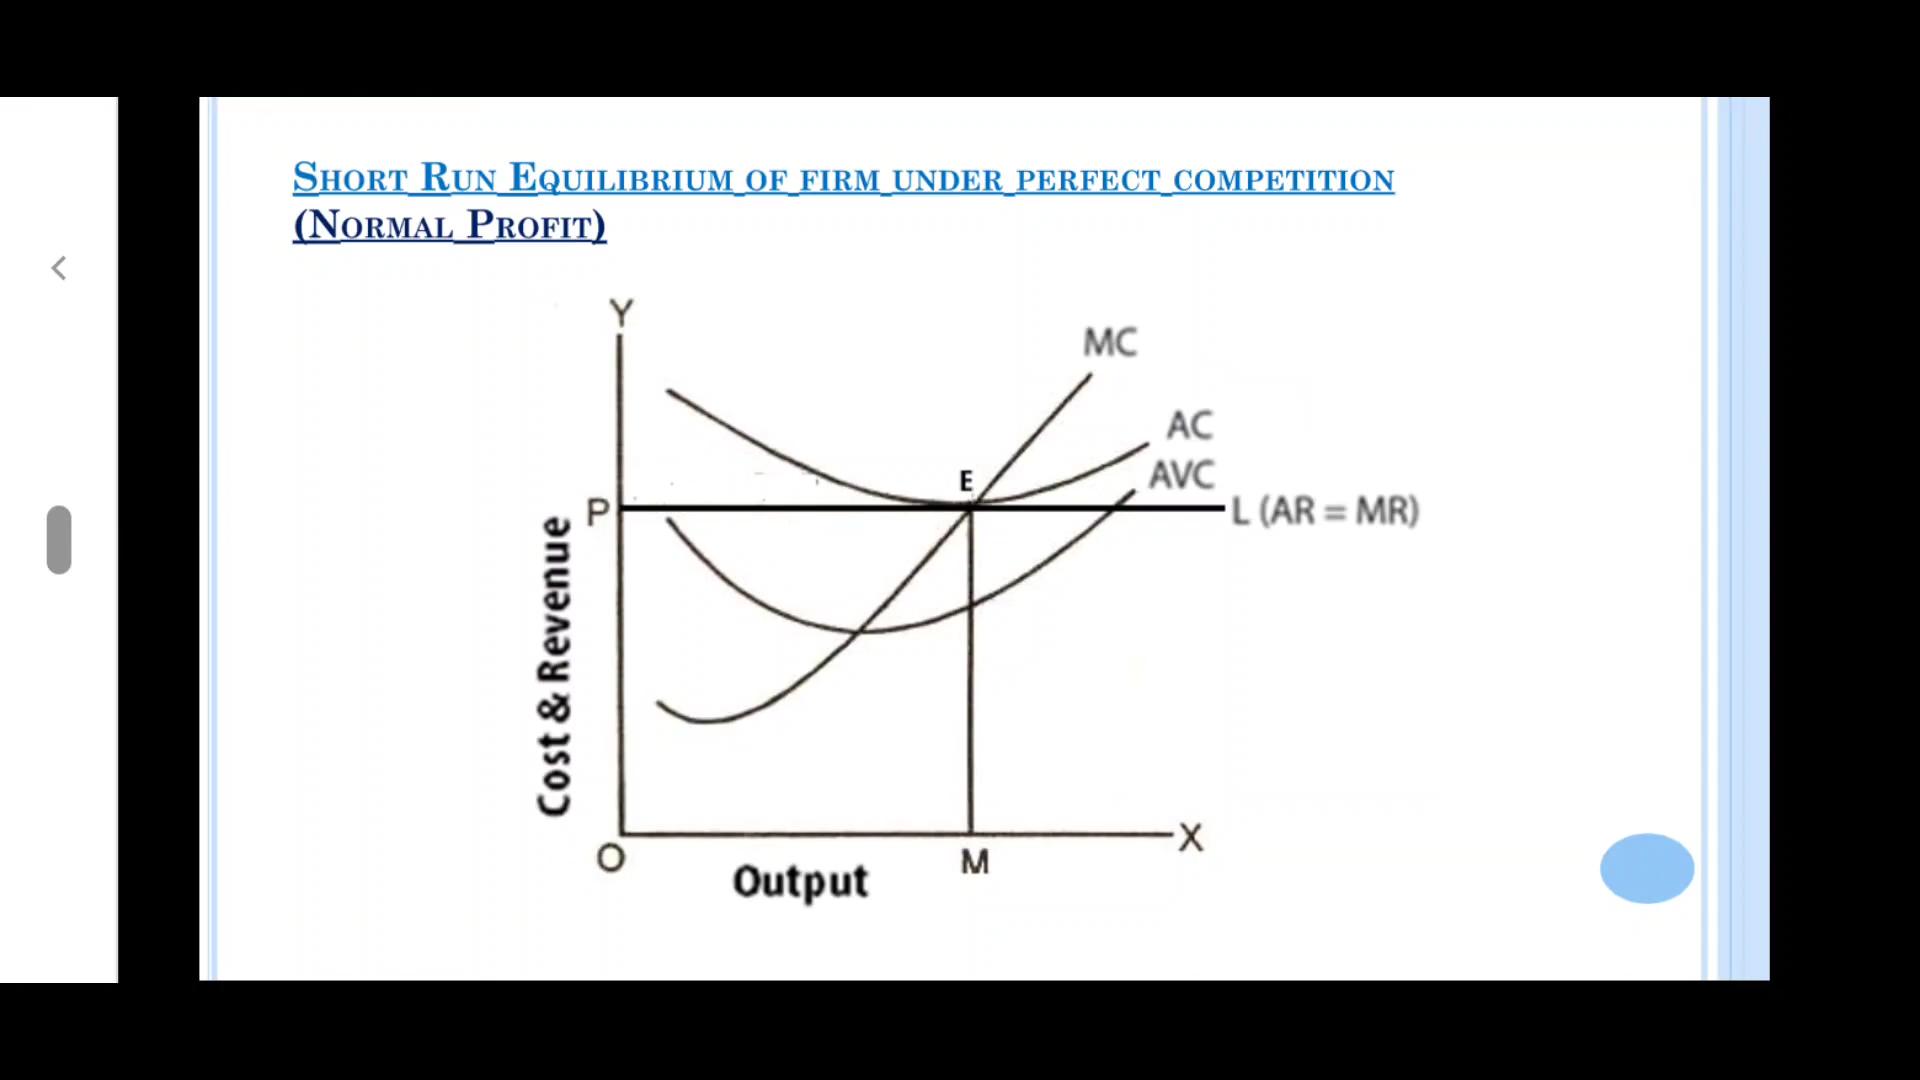 Short Run Equilibrium of firm under perfect competition
(Normal Profit)
Y
MC
AC
E
AVC
P
L (AR = MR)
Cost & Revenue
X
O
M
Output